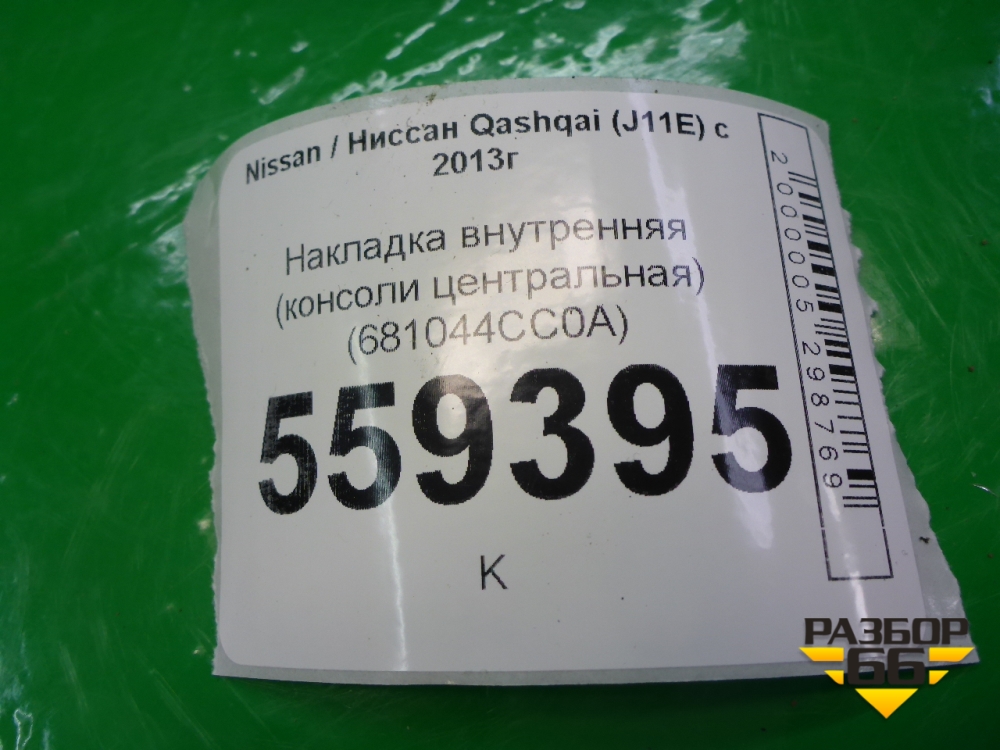 Nissan / Ниссан Qashqai (J11E) с
2013г
Накладка внутренняя
(консоли центральная)
(681044CC0A)
559395
К
2000005298769
РАЗБОР
66